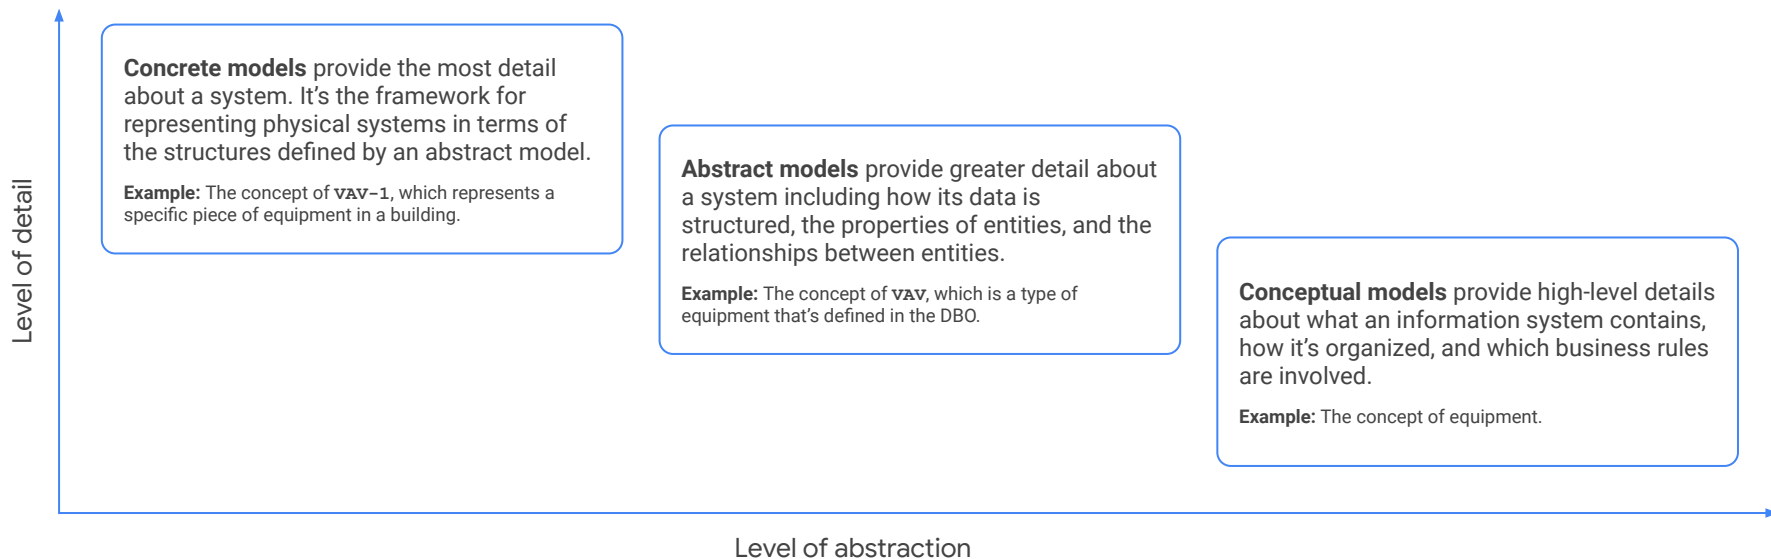 Level of detail
Concrete models provide the most detail
about a system. It’s the framework for
representing physical systems in terms of
the structures defined by an abstract model.
Example: The concept of VAV-1, which represents a
specific piece of equipment in a building.
Abstract models provide greater detail about
a system including how its data is
structured, the properties of entities, and the
relationships between entities.
Example: The concept of VAV, which is a type of
equipment that’s defined in the DBO.
Conceptual models provide high-level details
about what an information system contains,
how it’s organized, and which business rules
are involved.
Example: The concept of equipment.
Level of abstraction